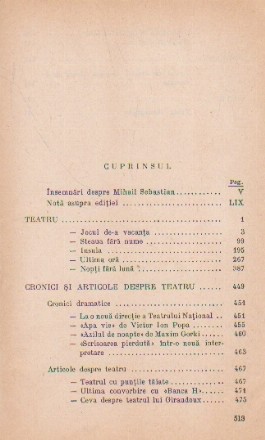 CUPRINSUL
Pag.
Însemnări despre Mihail Sebastian ........... V
Notă asupra ediției ........... LIX
TEATRU ........... 1
— Jocul de-a vacanța ........... 3
— Steaua fără nume ........... 99
— Insula ........... 195
— Ultima oră ........... 267
— Nopți fără lună ........... 387
CRONICI ȘI ARTICOLE DESPRE TEATRU ........... 449
Cronici dramatice ........... 451
— La o nouă direcție a Teatrului Național .. 451
— «Apa vie» de Victor Ion Popa ........... 455
— «Azilul de noapte» de Maxim Gorki ..... 460
— «Scrisoarea pierdută» într-o nouă inter-
pretare ........... 463
Articole despre teatru ........... 467
— Teatrul cu punțile tăiate ........... 467
— Ultima convorbire cu «Banca H» ........ 471
— Ceva despre teatrul lui Giraudoux ...... 473
519